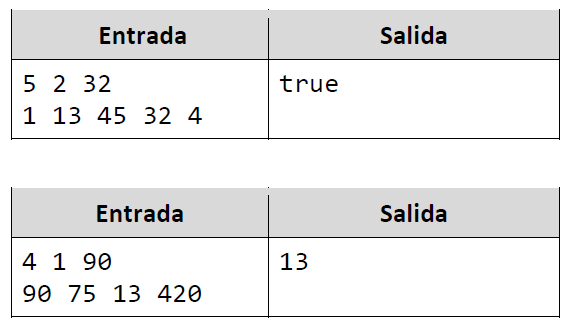 Entrada Salida
5 2 32 true
1 13 45 32 4
Entrada Salida
4 1 90 13
90 75 13 420